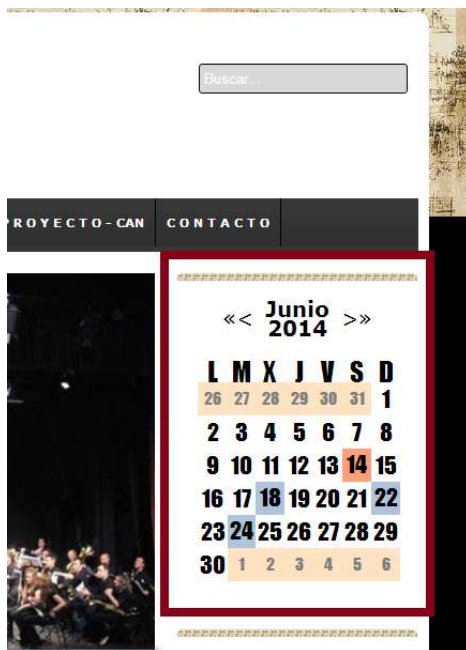 Buscar...
PROYECTO-CAN CONTACTO
«< Junio 2014 >»
L M X J V S D
26 27 28 29 30 31 1
2 3 4 5 6 7 8
9 10 11 12 13 14 15
16 17 18 19 20 21 22
23 24 25 26 27 28 29
30 1 2 3 4 5 6